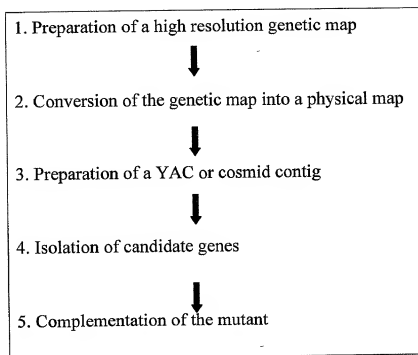 1. Preparation of a high resolution genetic map
2. Conversion of the genetic map into a physical map
3. Preparation of a YAC or cosmid contig
4. Isolation of candidate genes
5. Complementation of the mutant